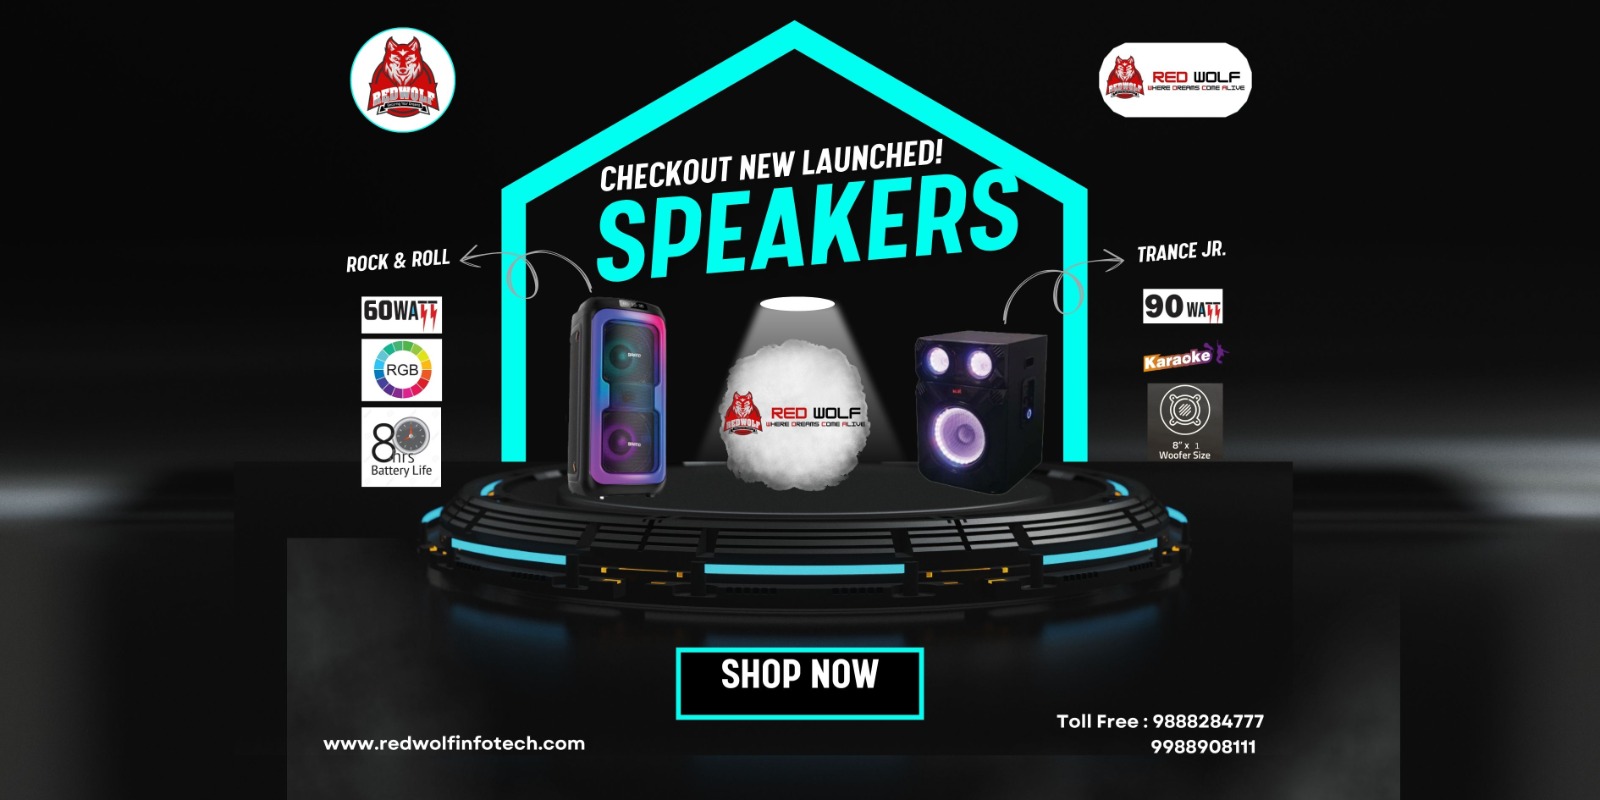 REDWOLF
RED WOLF
WHERE DREAMS COME ALIVE
CHECKOUT NEW LAUNCHED!
SPEAKERS
ROCK & ROLL
60WATT
RGB
8hrs
Battery Life
TRANCE JR.
90 WATT
Karaoke
8" x 1
Woofer Size
REDWOLF
RED WOLF
WHERE DREAMS COME ALIVE
SHOP NOW
www.redwolfinfotech.com
Toll Free : 9888284777
9988908111